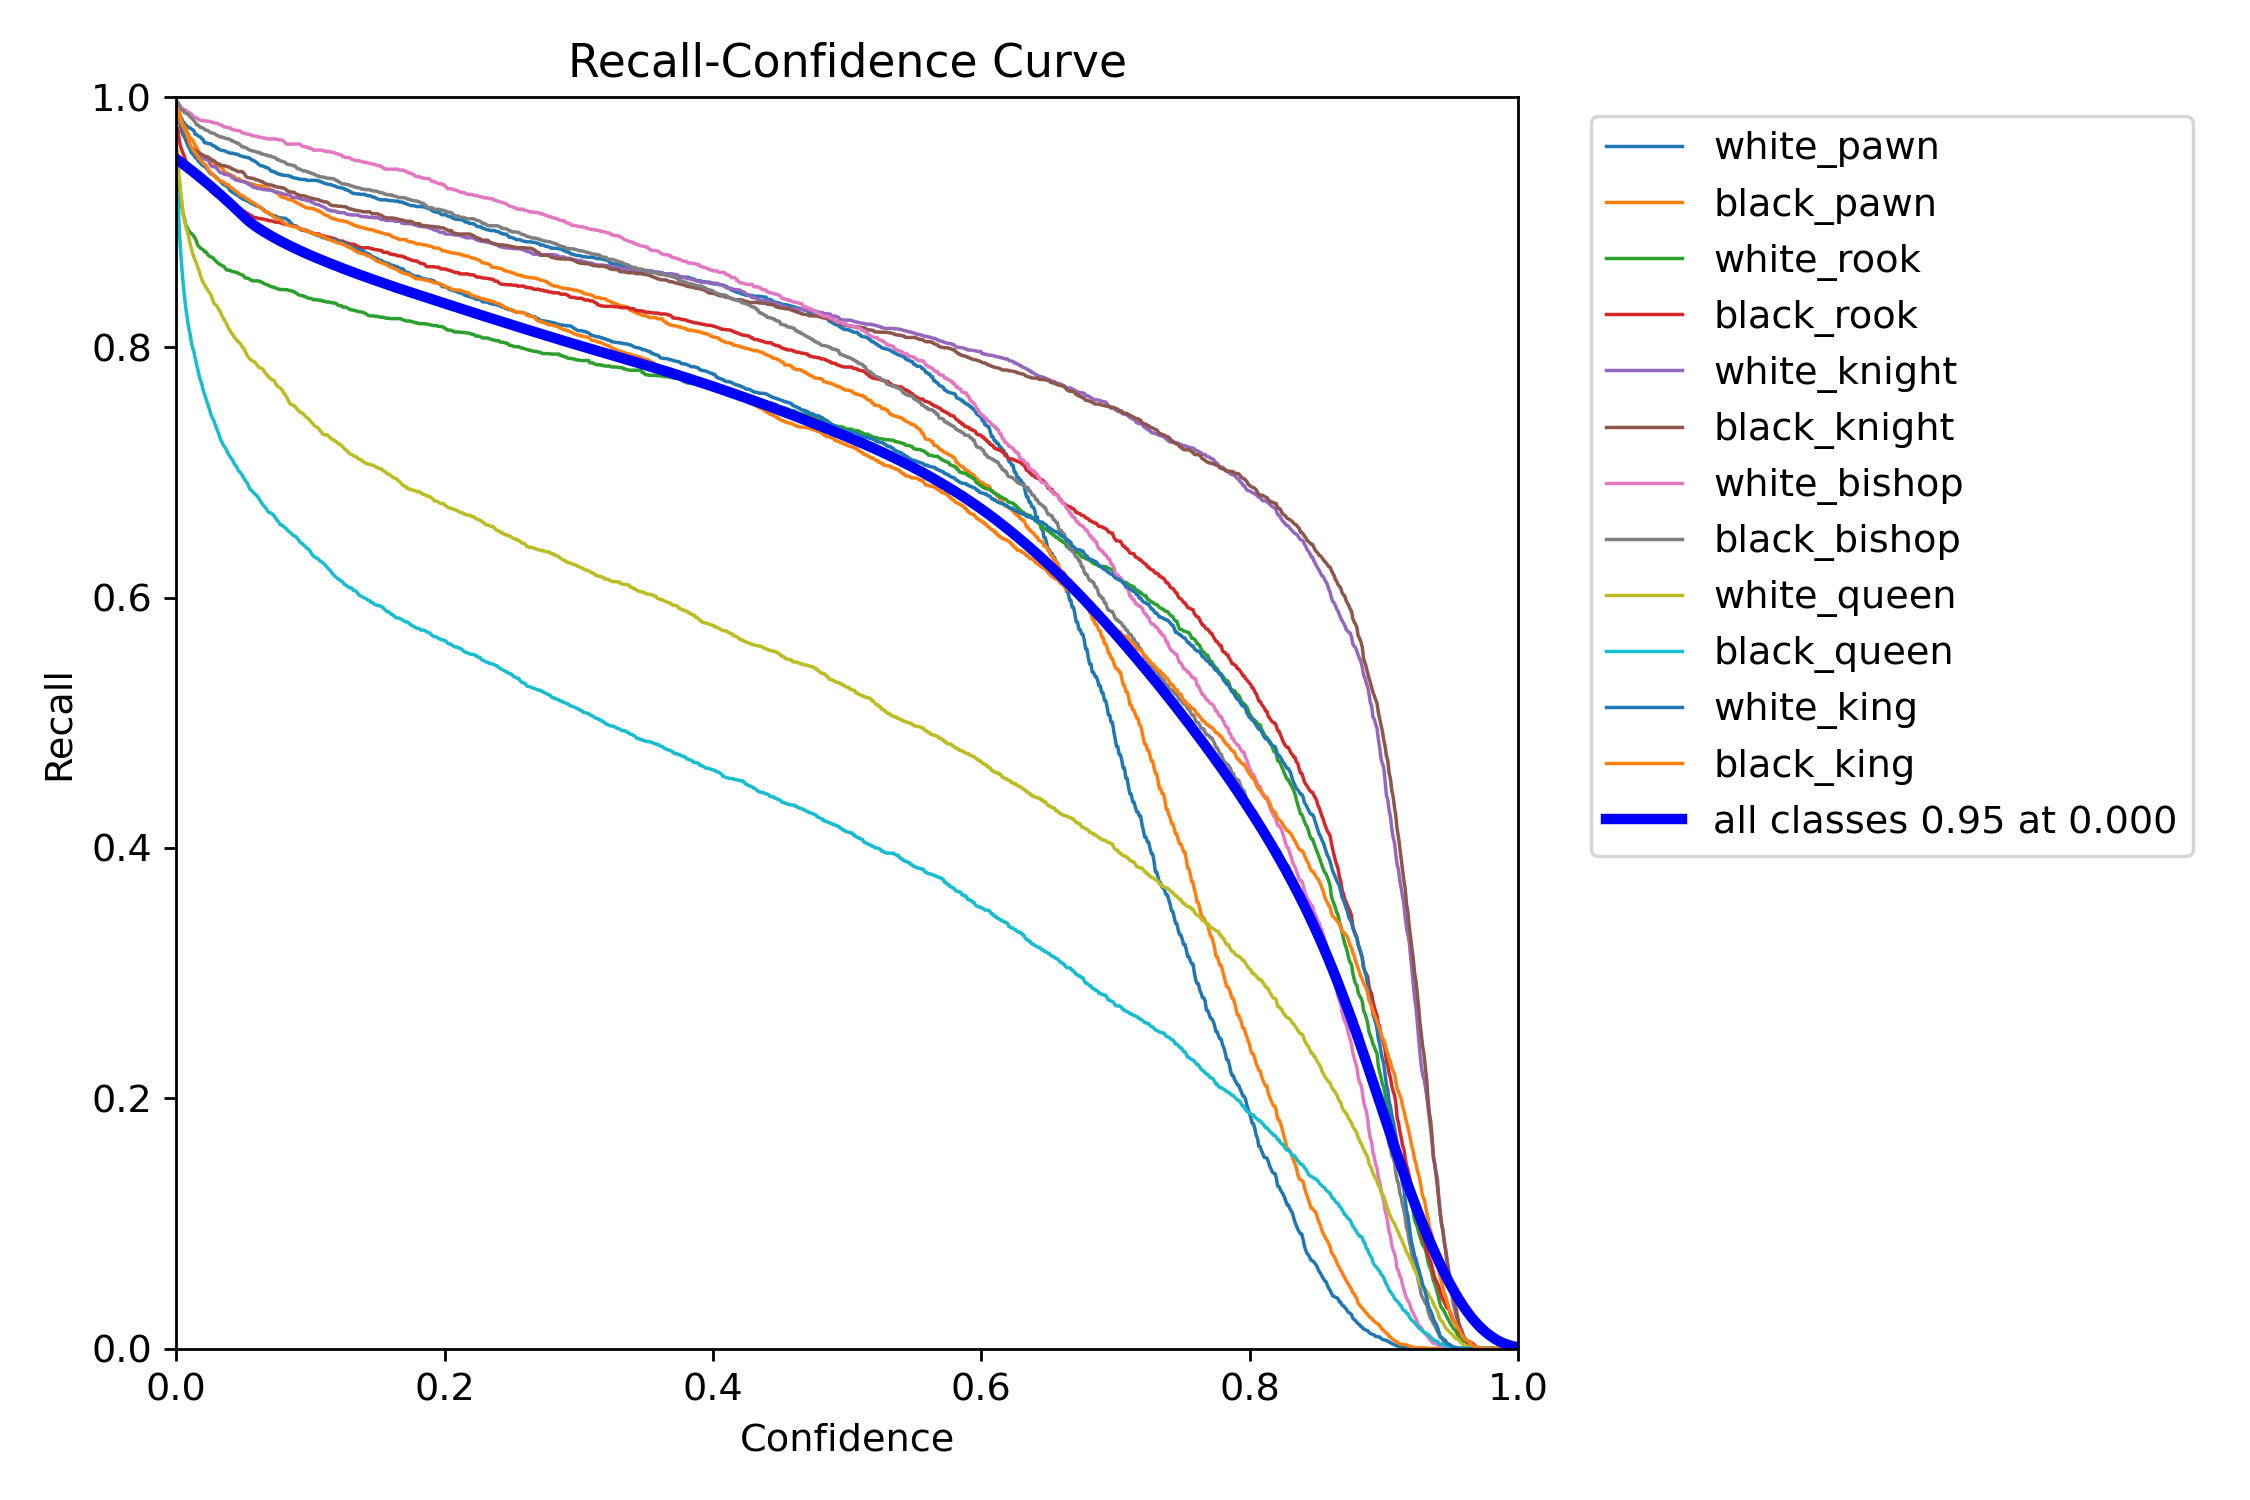 Recall-Confidence Curve
1.0
0.8
0.6
0.4
0.2
0.0
Recall
0.0 0.2 0.4 0.6 0.8 1.0
Confidence
white_pawn
black_pawn
white_rook
black_rook
white_knight
black_knight
white_bishop
black_bishop
white_queen
black_queen
white_king
black_king
all classes 0.95 at 0.000